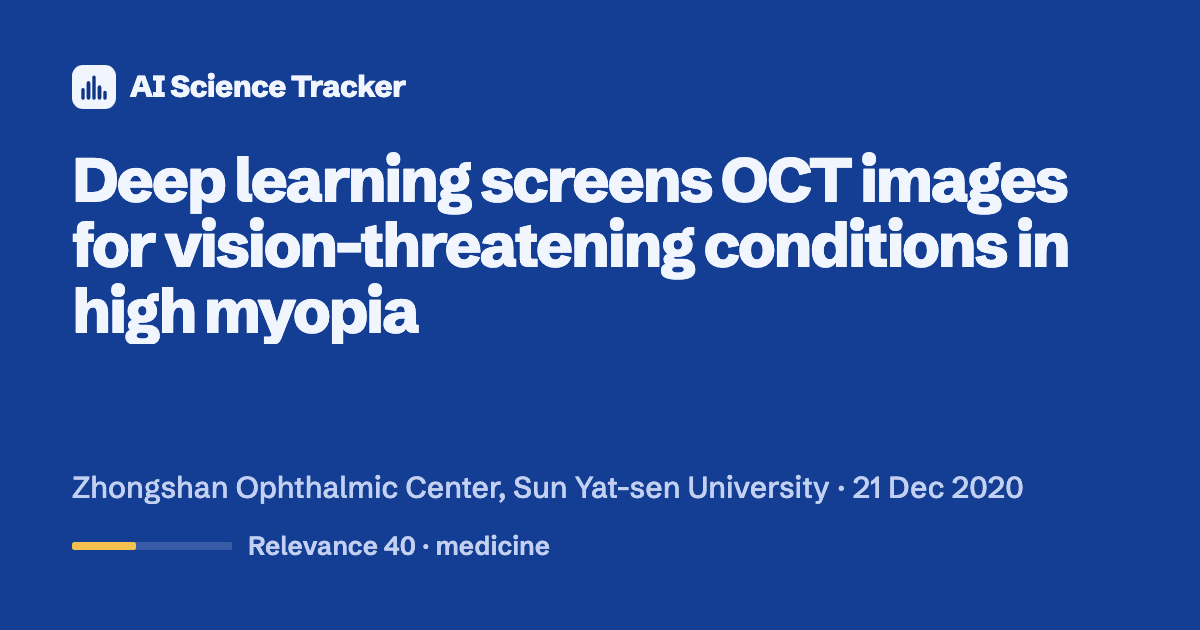 AI Science Tracker
Deep learning screens OCT images
for vision-threatening conditions in
high myopia
Zhongshan Ophthalmic Center, Sun Yat-sen University · 21 Dec 2020
Relevance 40 · medicine